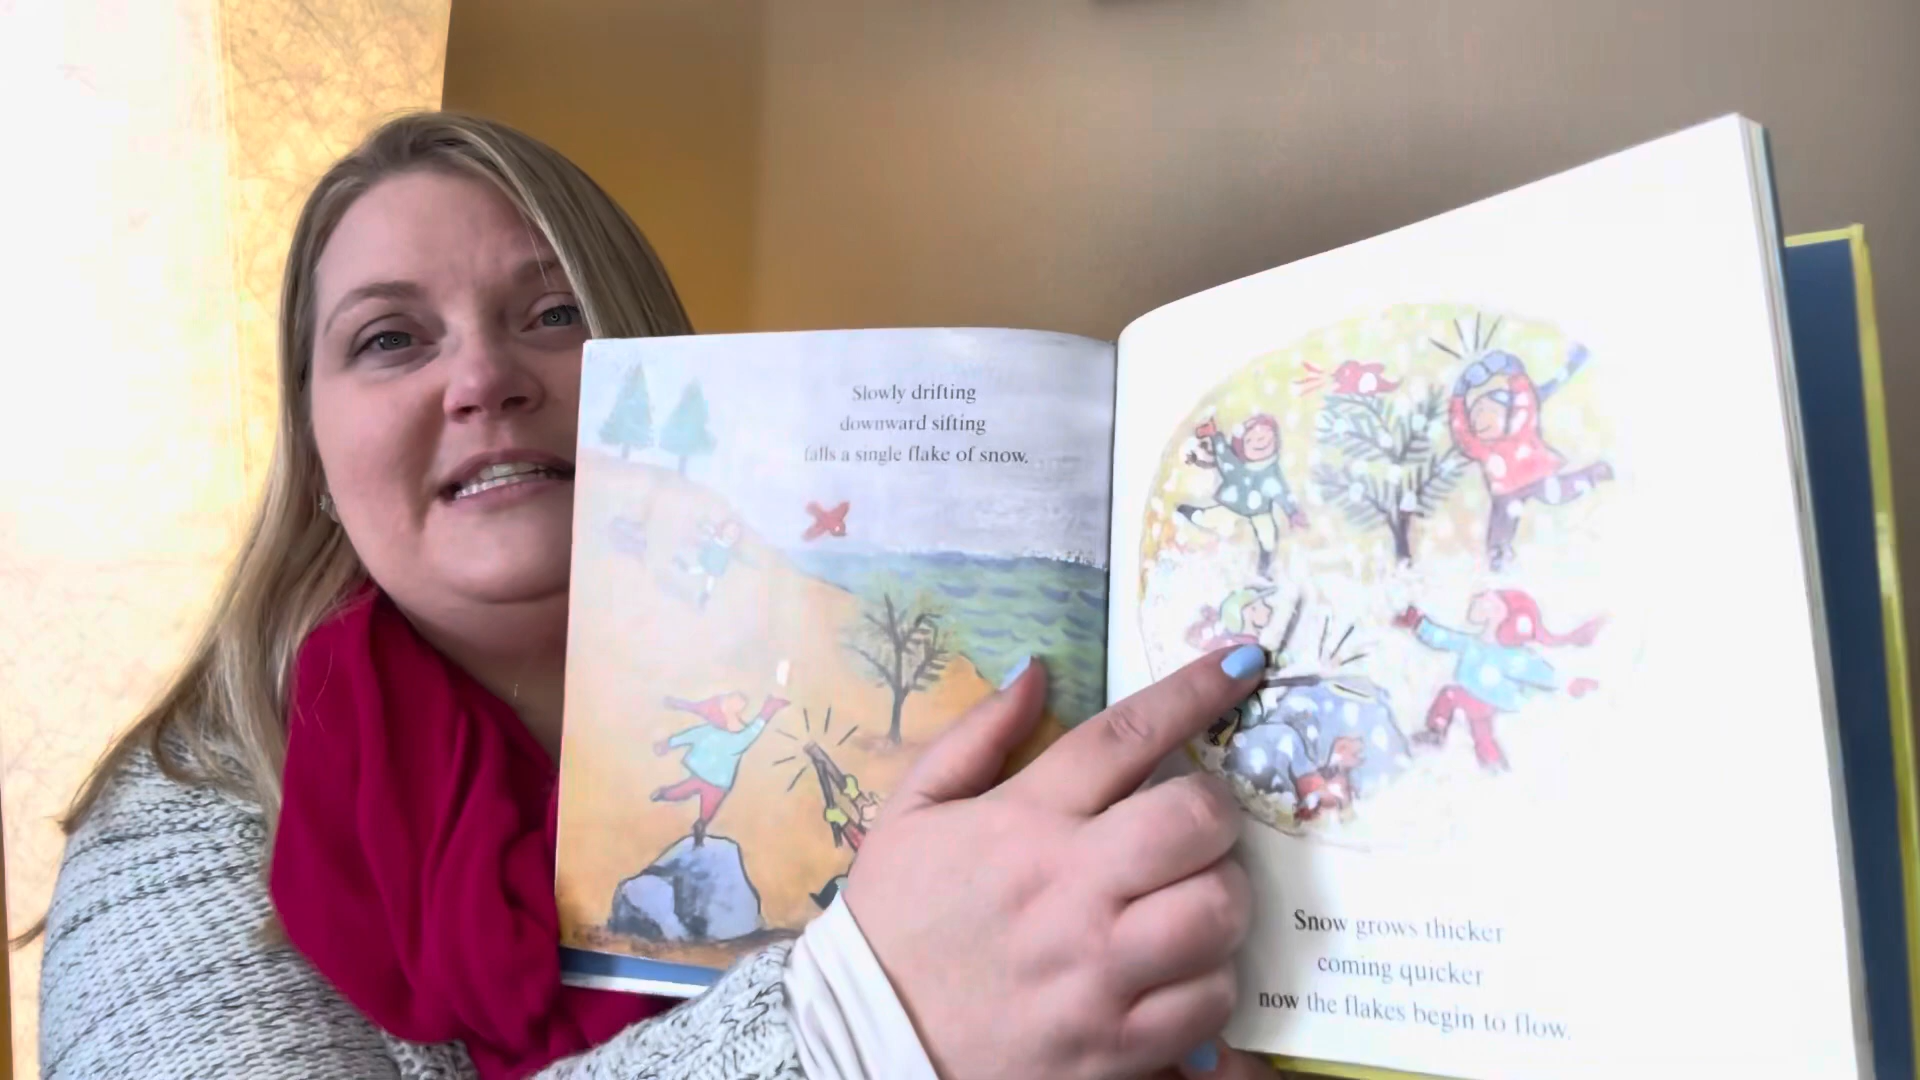 Slowly drifting
downward sifting
falls a single flake of snow.
Snow grows thicker
coming quicker
now the flakes begin to flow.